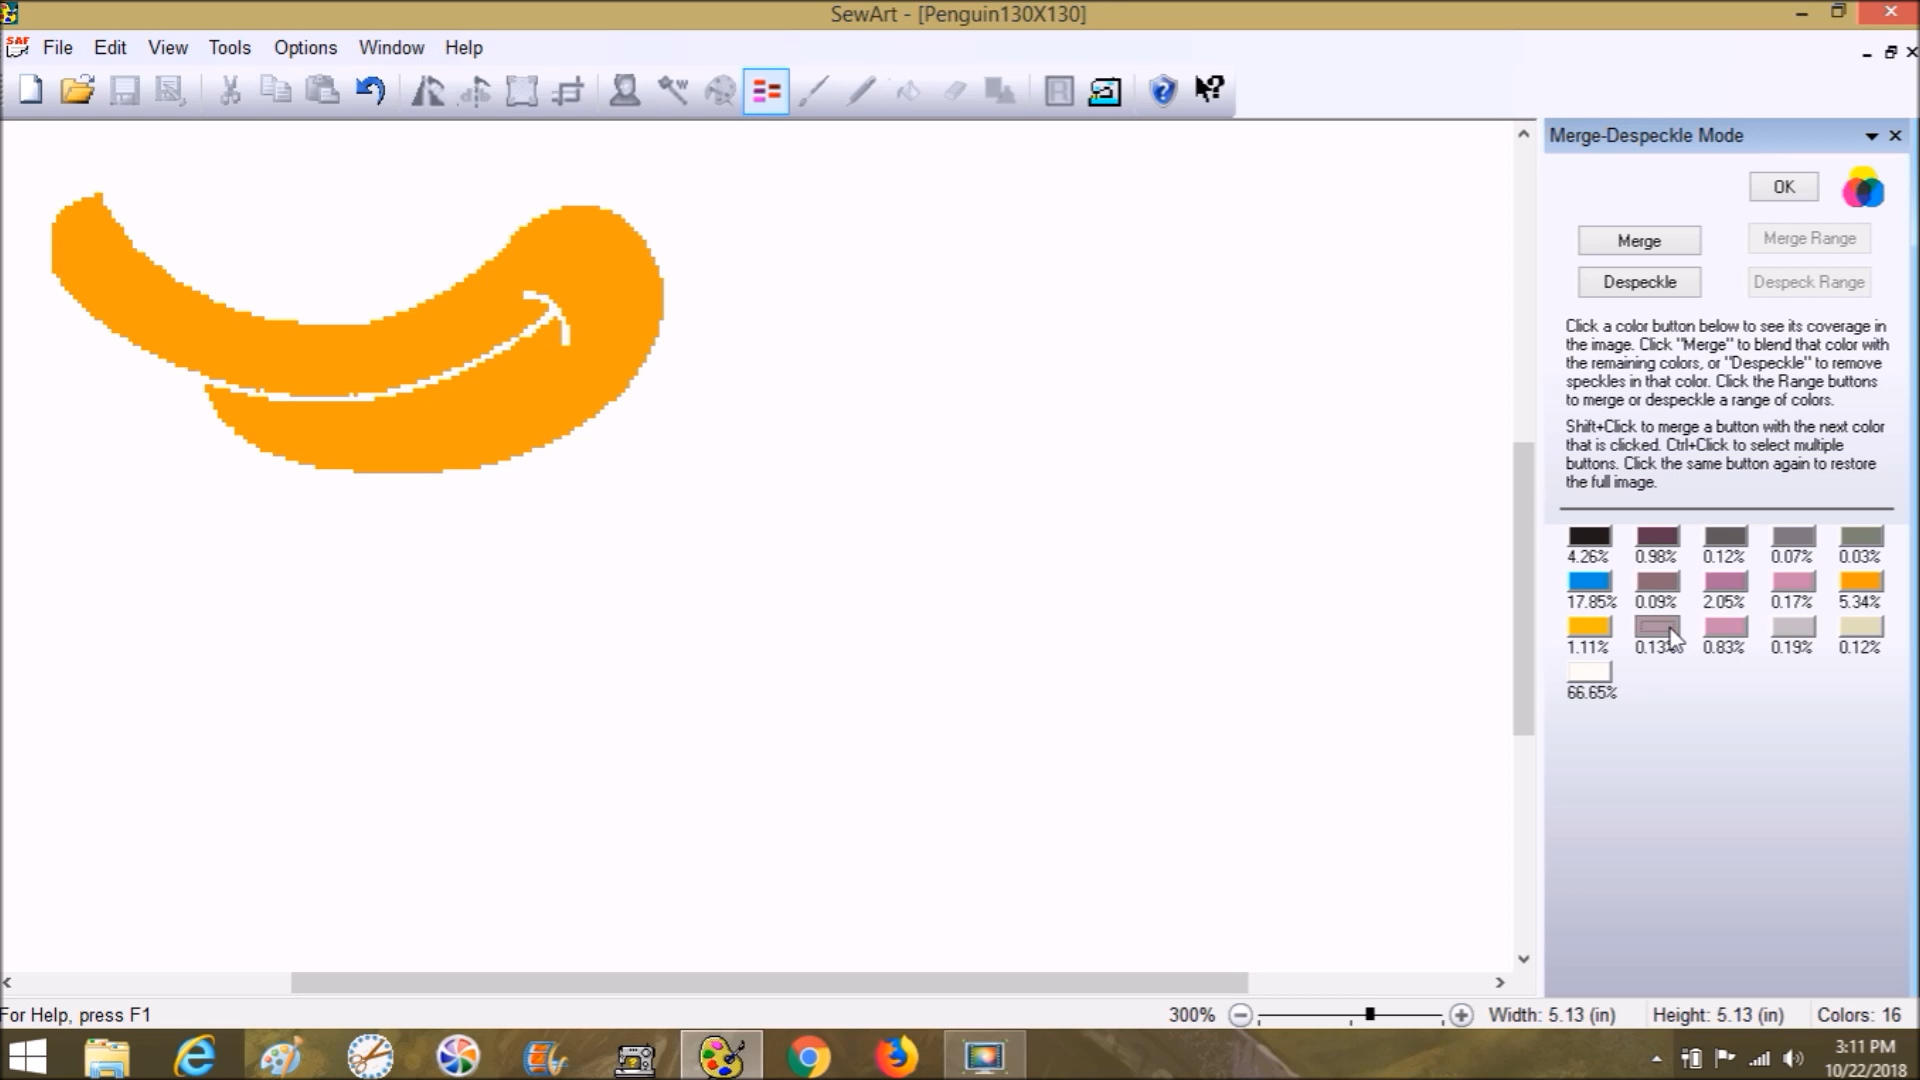 SewArt - [Penguin130X130]
SAF File Edit View Tools Options Window Help
R
Merge-Despeckle Mode
OK
Merge Merge Range
Despeckle Despeck Range
Click a color button below to see its coverage in
the image. Click "Merge" to blend that color with
the remaining colors, or "Despeckle" to remove
speckles in that color. Click the Range buttons
to merge or despeckle a range of colors.
Shift+Click to merge a button with the next color
that is clicked. Ctrl+Click to select multiple
buttons. Click the same button again to restore
the full image.
4.26% 0.98% 0.12% 0.07% 0.03%
17.85% 0.09% 2.05% 0.17% 5.34%
1.11% 0.13% 0.83% 0.19% 0.12%
66.65%
For Help, press F1 300% Width: 5.13 (in) Height: 5.13 (in) Colors: 16
3:11 PM
10/22/2018